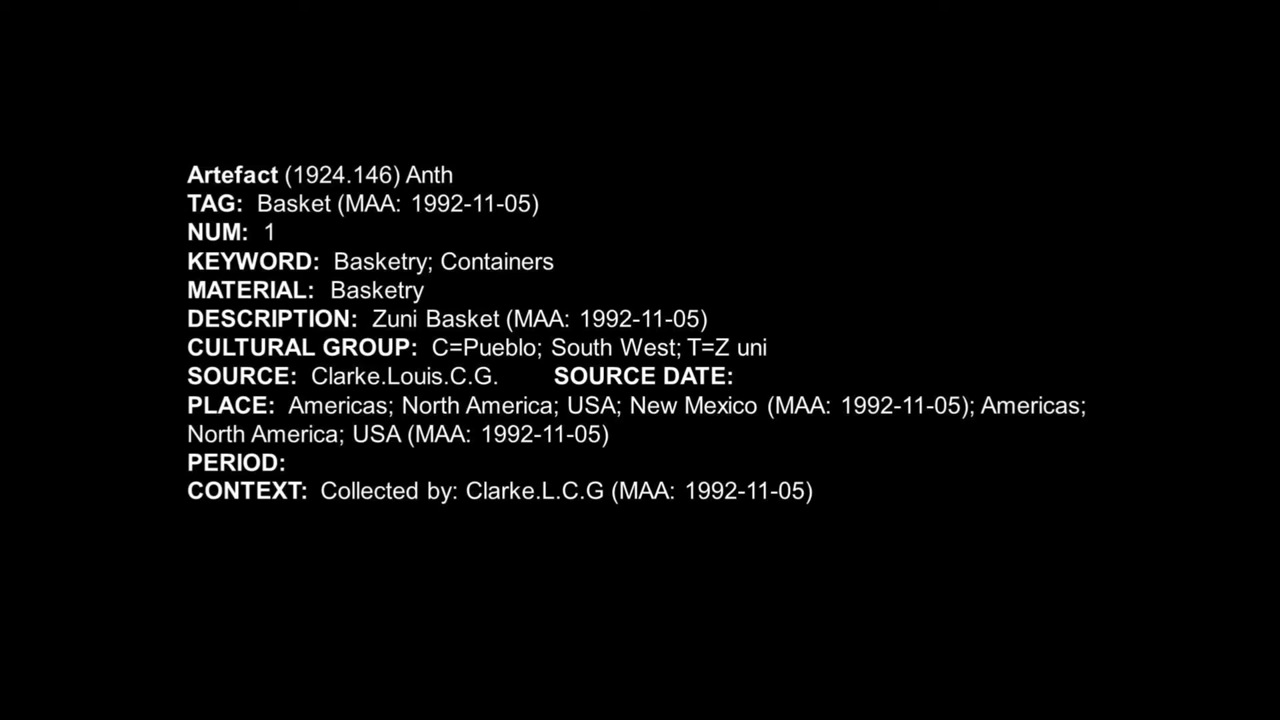 Artefact (1924.146) Anth
TAG: Basket (MAA: 1992-11-05)
NUM: 1
KEYWORD: Basketry; Containers
MATERIAL: Basketry
DESCRIPTION: Zuni Basket (MAA: 1992-11-05)
CULTURAL GROUP: C=Pueblo; South West; T=Z uni
SOURCE: Clarke.Louis.C.G. SOURCE DATE:
PLACE: Americas; North America; USA; New Mexico (MAA: 1992-11-05); Americas;
North America; USA (MAA: 1992-11-05)
PERIOD:
CONTEXT: Collected by: Clarke.L.C.G (MAA: 1992-11-05)